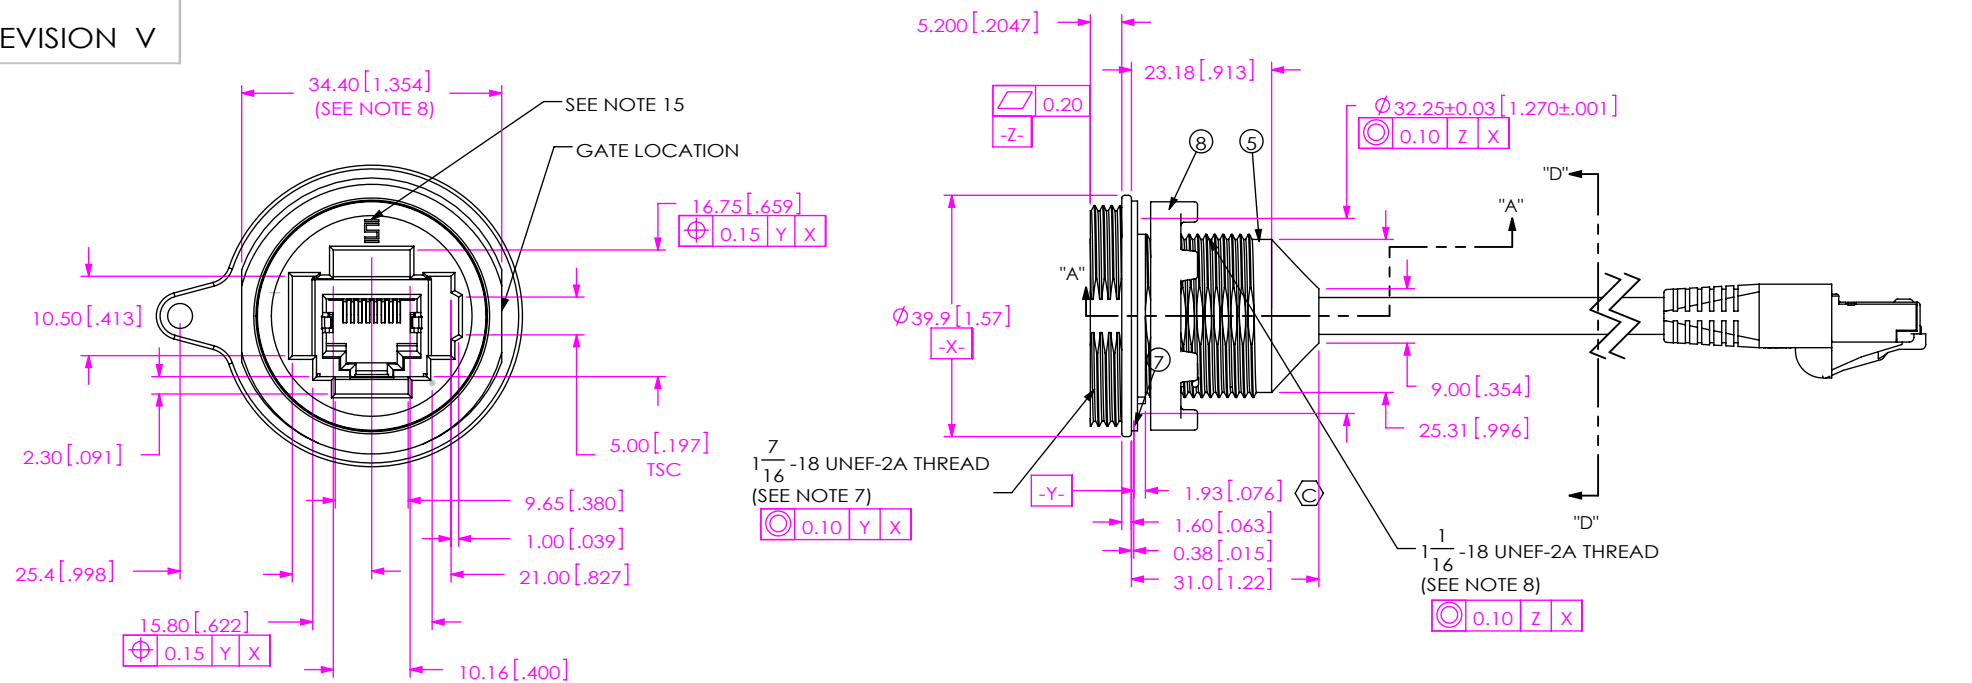 EVISION V
34.40 [1.354]
(SEE NOTE 8)
SEE NOTE 15
GATE LOCATION
16.75 [.659]
0.15 Y X
10.50 [.413]
2.30 [.091]
5.00 [.197]
TSC
9.65 [.380]
1.00 [.039]
25.4 [.998]
21.00 [.827]
15.80 [.622]
0.15 Y X
10.16 [.400]
5.200 [.2047]
23.18 [.913]
0.20
-Z-
Ø 32.25±0.03 [1.270±.001]
0.10 Z X
8
5
"D"
"A"
"A"
Ø 39.9 [1.57]
-X-
7
9.00 [.354]
25.31 [.996]
1 7/16 -18 UNEF-2A THREAD
(SEE NOTE 7)
0.10 Y X
-Y-
1.93 [.076]
C
1.60 [.063]
0.38 [.015]
31.0 [1.22]
"D"
1 1/16 -18 UNEF-2A THREAD
(SEE NOTE 8)
0.10 Z X